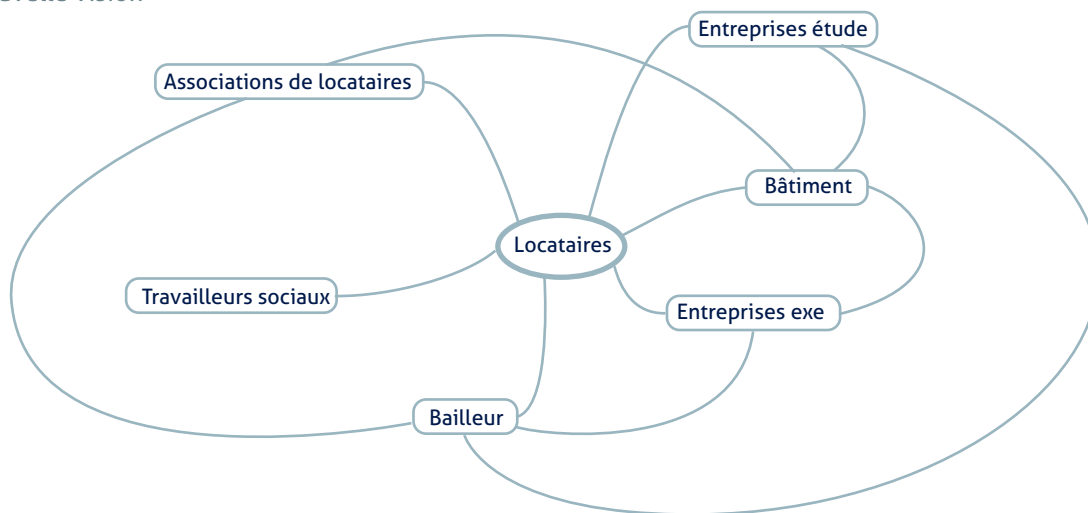 Entreprises étude
Associations de locataires
Bâtiment
Locataires
Travailleurs sociaux
Entreprises exe
Bailleur